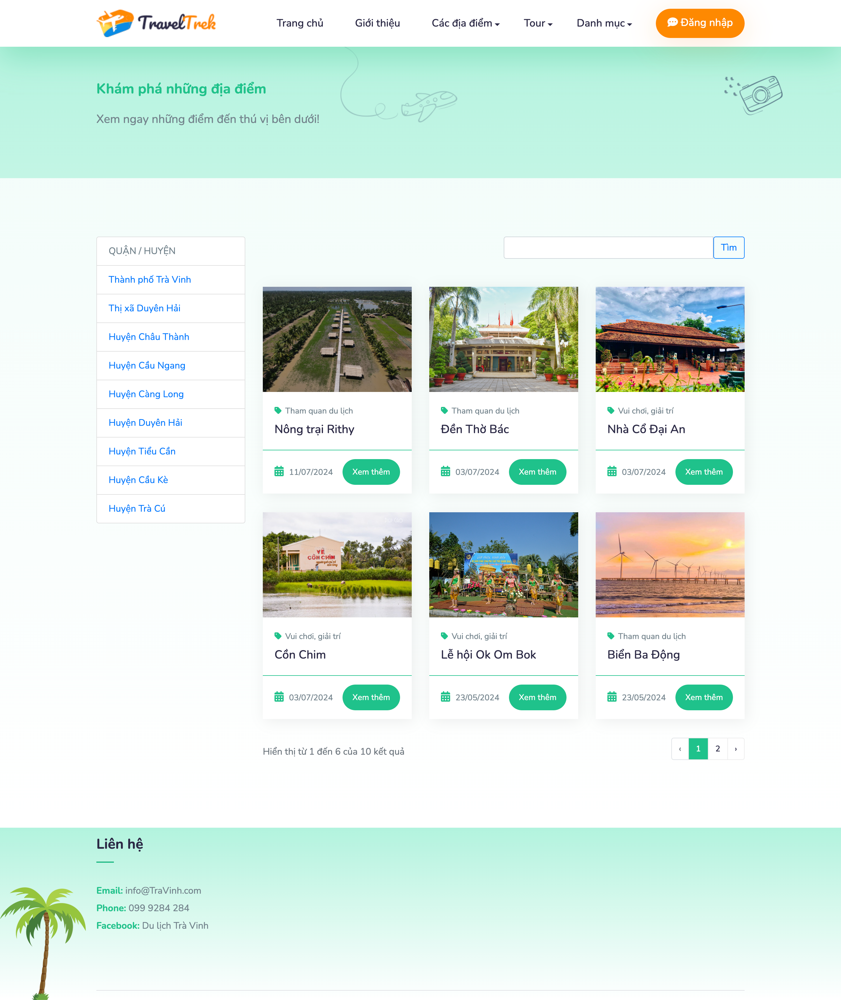 TravelTrek
Trang chủ
Giới thiệu
Các địa điểm
Tour
Danh mục
Đăng nhập
Khám phá những địa điểm
Xem ngay những điểm đến thú vị bên dưới!
QUẬN / HUYỆN
Thành phố Trà Vinh
Thị xã Duyên Hải
Huyện Châu Thành
Huyện Cầu Ngang
Huyện Càng Long
Huyện Duyên Hải
Huyện Tiểu Cần
Huyện Cầu Kè
Huyện Trà Cú
Tìm
Tham quan du lịch
Nông trại Rithy
11/07/2024
Xem thêm
Tham quan du lịch
Đền Thờ Bác
03/07/2024
Xem thêm
Vui chơi, giải trí
Nhà Cổ Đại An
03/07/2024
Xem thêm
VỀ
CỒN CHIM
Vui chơi, giải trí
Cồn Chim
03/07/2024
Xem thêm
Vui chơi, giải trí
Lễ hội Ok Om Bok
23/05/2024
Xem thêm
Tham quan du lịch
Biển Ba Động
23/05/2024
Xem thêm
Hiển thị từ 1 đến 6 của 10 kết quả
‹ 1 2 ›
Liên hệ
Email: info@TraVinh.com
Phone: 099 9284 284
Facebook: Du lịch Trà Vinh